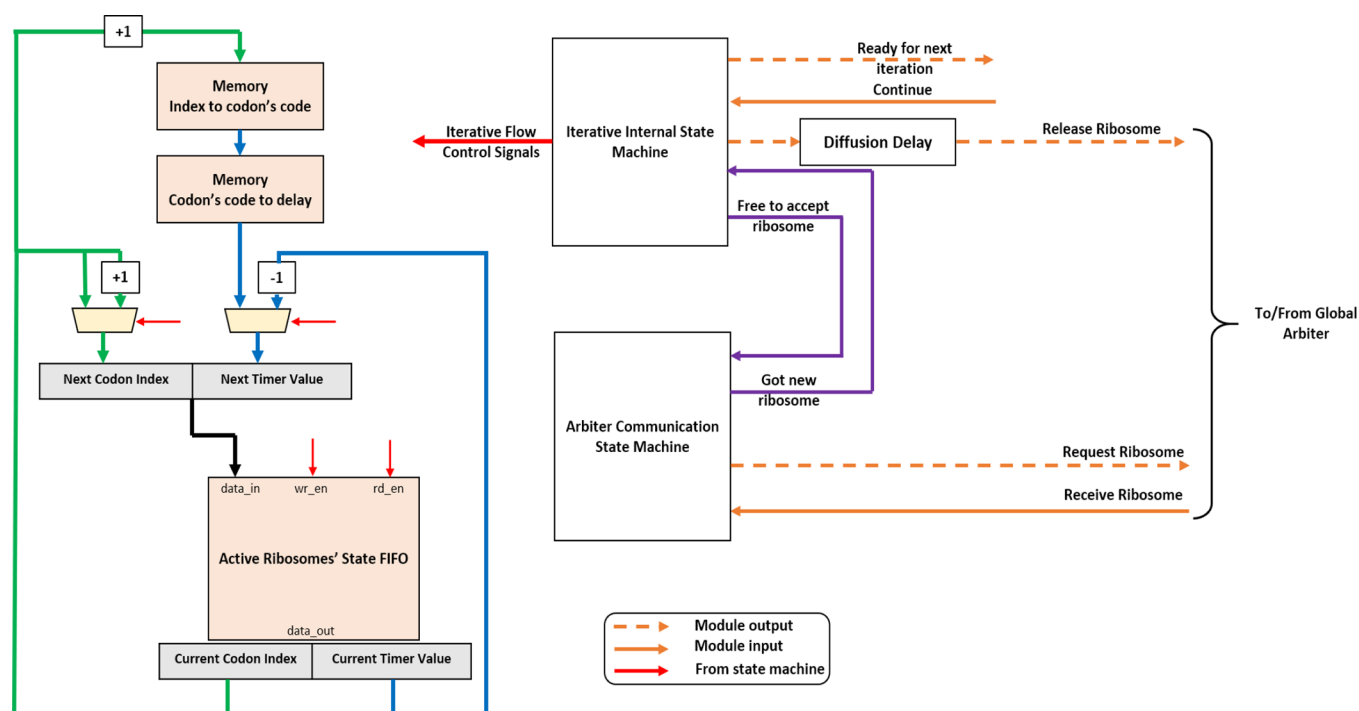 +1
Memory
Index to codon's code
Memory
Codon's code to delay
+1
-1
Next Codon Index
Next Timer Value
data_in
wr_en
rd_en
Active Ribosomes' State FIFO
data_out
Current Codon Index
Current Timer Value
Iterative Flow
Control Signals
Iterative Internal State
Machine
Ready for next
iteration
Continue
Diffusion Delay
Release Ribosome
Free to accept
ribosome
Got new
ribosome
Arbiter Communication
State Machine
Request Ribosome
Receive Ribosome
To/From Global
Arbiter
Module output
Module input
From state machine